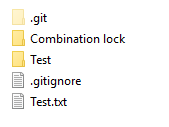 .git
Combination lock
Test
.gitignore
Test.txt